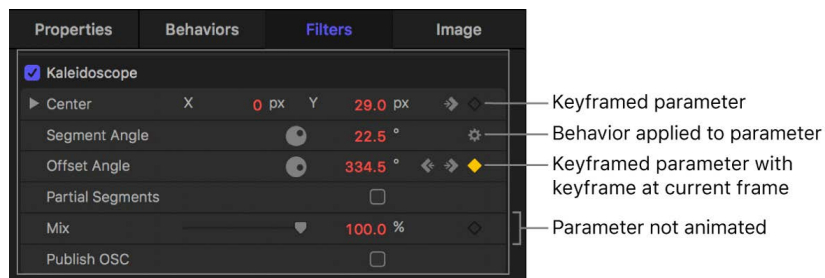 Properties Behaviors Filters Image
Kaleidoscope
Center X 0 px Y 29.0 px
Keyframed parameter
Segment Angle 22.5 °
Behavior applied to parameter
Offset Angle 334.5 °
Keyframed parameter with
keyframe at current frame
Partial Segments
Mix 100.0 %
Parameter not animated
Publish OSC